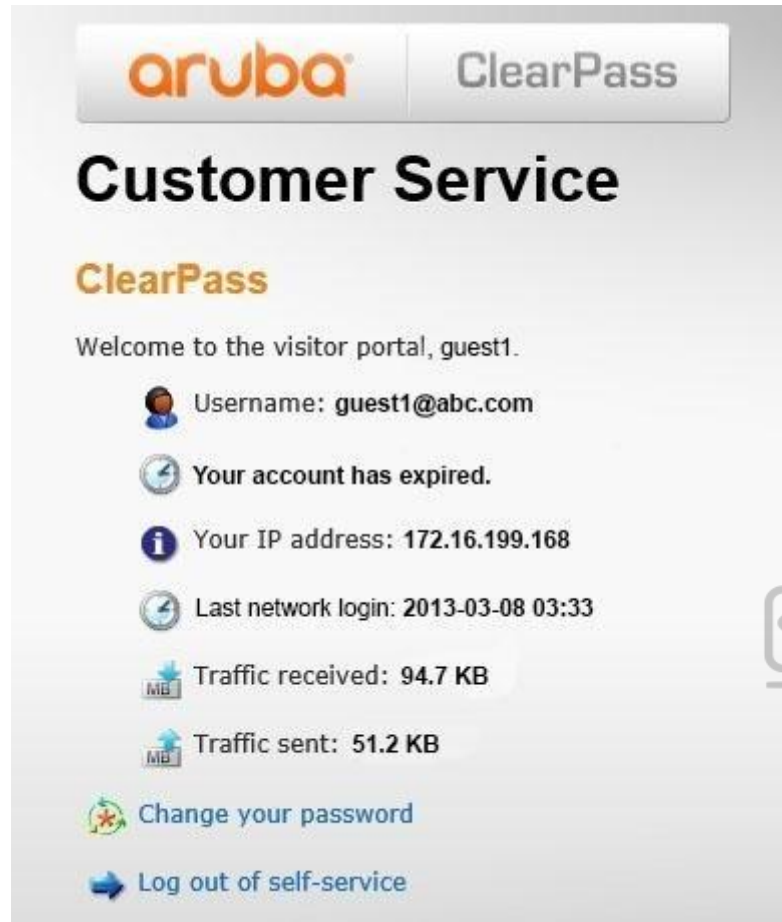 aruba ClearPass
Customer Service
ClearPass
Welcome to the visitor portal, guest1.
Username: guest1@abc.com
Your account has expired.
Your IP address: 172.16.199.168
Last network login: 2013-03-08 03:33
MB Traffic received: 94.7 KB
MB Traffic sent: 51.2 KB
Change your password
Log out of self-service